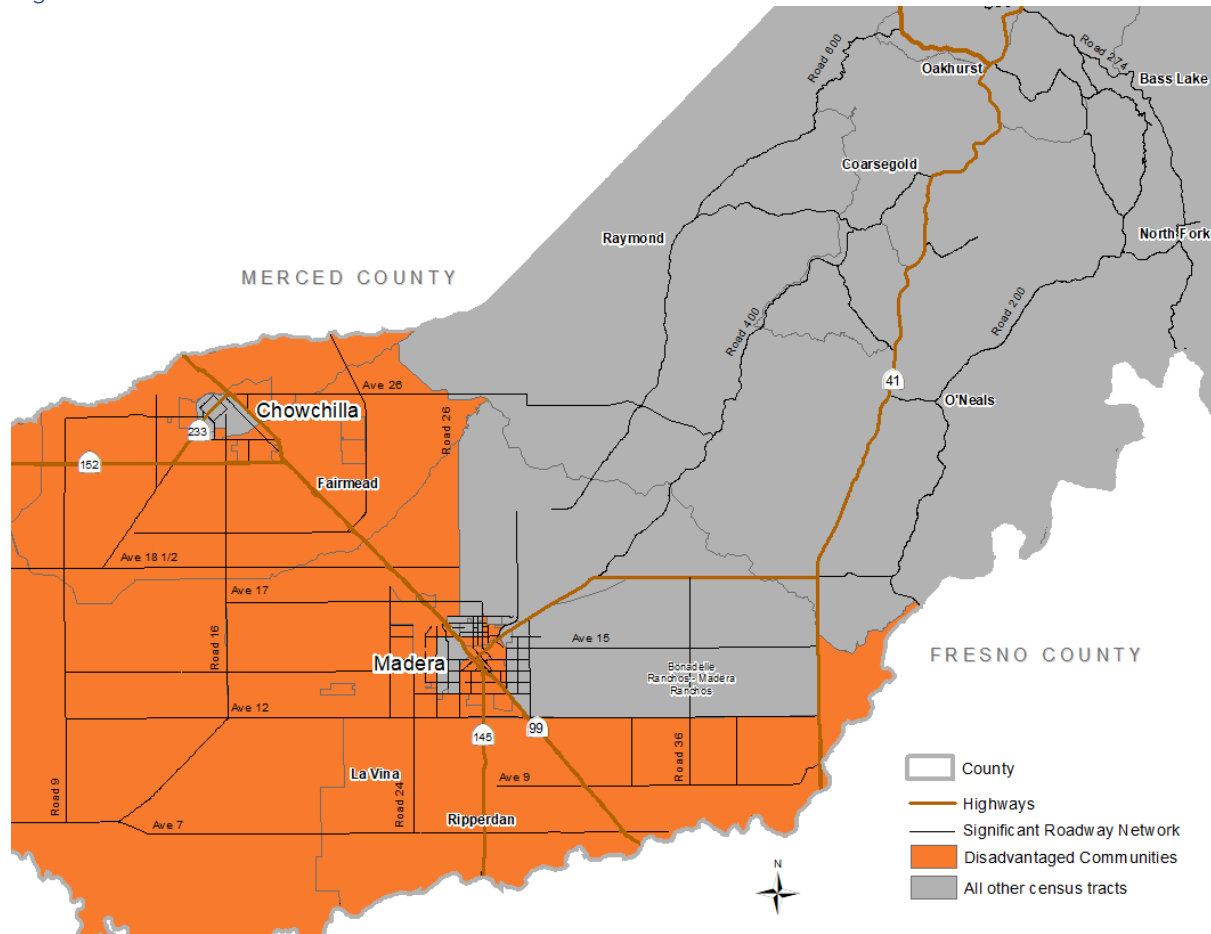 Road 600
Road 274
Oakhurst
Bass Lake
Coarsegold
Raymond
North Fork
MERCED COUNTY
Road 200
Road 400
41
O'Neals
Ave 26
Chowchilla
Road 26
233
152
Fairmead
Ave 18 1/2
Ave 17
Road 16
Ave 15
Madera
FRESNO COUNTY
Bonadelle
Ranchos - Madera
Ranchos
Ave 12
99
145
Road 36
La Vina
Road 9
Road 24
Ave 9
Ripperdan
Ave 7
County
Highways
Significant Roadway Network
Disadvantaged Communities
All other census tracts
N